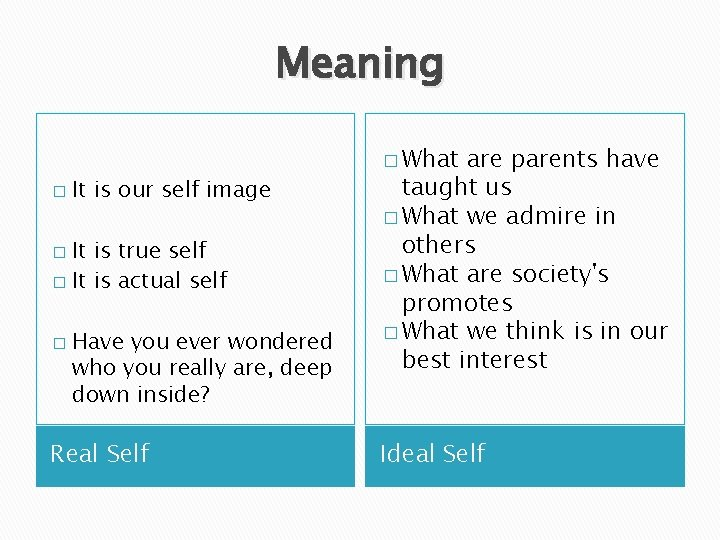 Meaning
□ It is our self image
□ It is true self
□ It is actual self
□ Have you ever wondered
who you really are, deep
down inside?
Real Self
□ What are parents have
taught us
□ What we admire in
others
□ What are society's
promotes
□ What we think is in our
best interest
Ideal Self